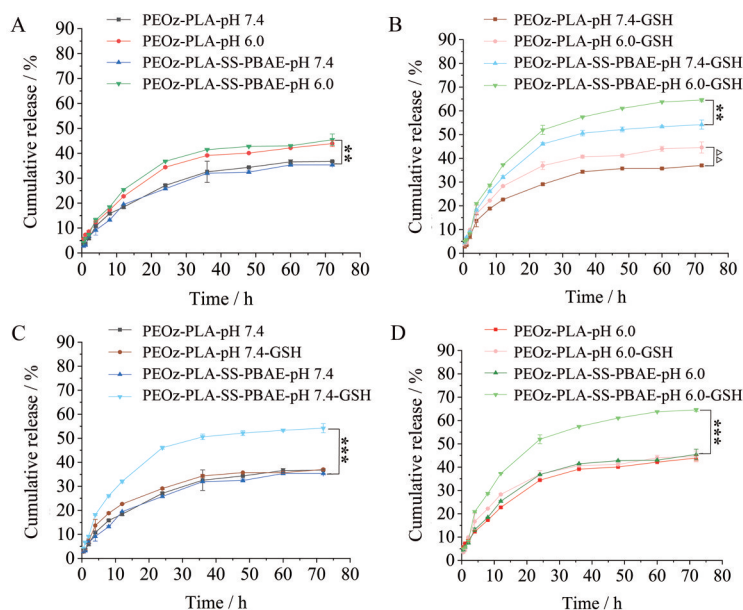 A
PEOz-PLA-pH 7.4
PEOz-PLA-pH 6.0
PEOz-PLA-SS-PBAE-pH 7.4
PEOz-PLA-SS-PBAE-pH 6.0
Cumulative release / %
90
80
70
60
50
40
30
20
10
0
**
0 10 20 30 40 50 60 70 80
Time / h
B
PEOz-PLA-pH 7.4-GSH
PEOz-PLA-pH 6.0-GSH
PEOz-PLA-SS-PBAE-pH 7.4-GSH
PEOz-PLA-SS-PBAE-pH 6.0-GSH
Cumulative release / %
90
80
70
60
50
40
30
20
10
0
**
△△
0 10 20 30 40 50 60 70 80
Time / h
C
PEOz-PLA-pH 7.4
PEOz-PLA-pH 7.4-GSH
PEOz-PLA-SS-PBAE-pH 7.4
PEOz-PLA-SS-PBAE-pH 7.4-GSH
Cumulative release / %
90
80
70
60
50
40
30
20
10
0
***
0 10 20 30 40 50 60 70 80
Time / h
D
PEOz-PLA-pH 6.0
PEOz-PLA-pH 6.0-GSH
PEOz-PLA-SS-PBAE-pH 6.0
PEOz-PLA-SS-PBAE-pH 6.0-GSH
Cumulative release / %
90
80
70
60
50
40
30
20
10
0
***
0 10 20 30 40 50 60 70 80
Time / h